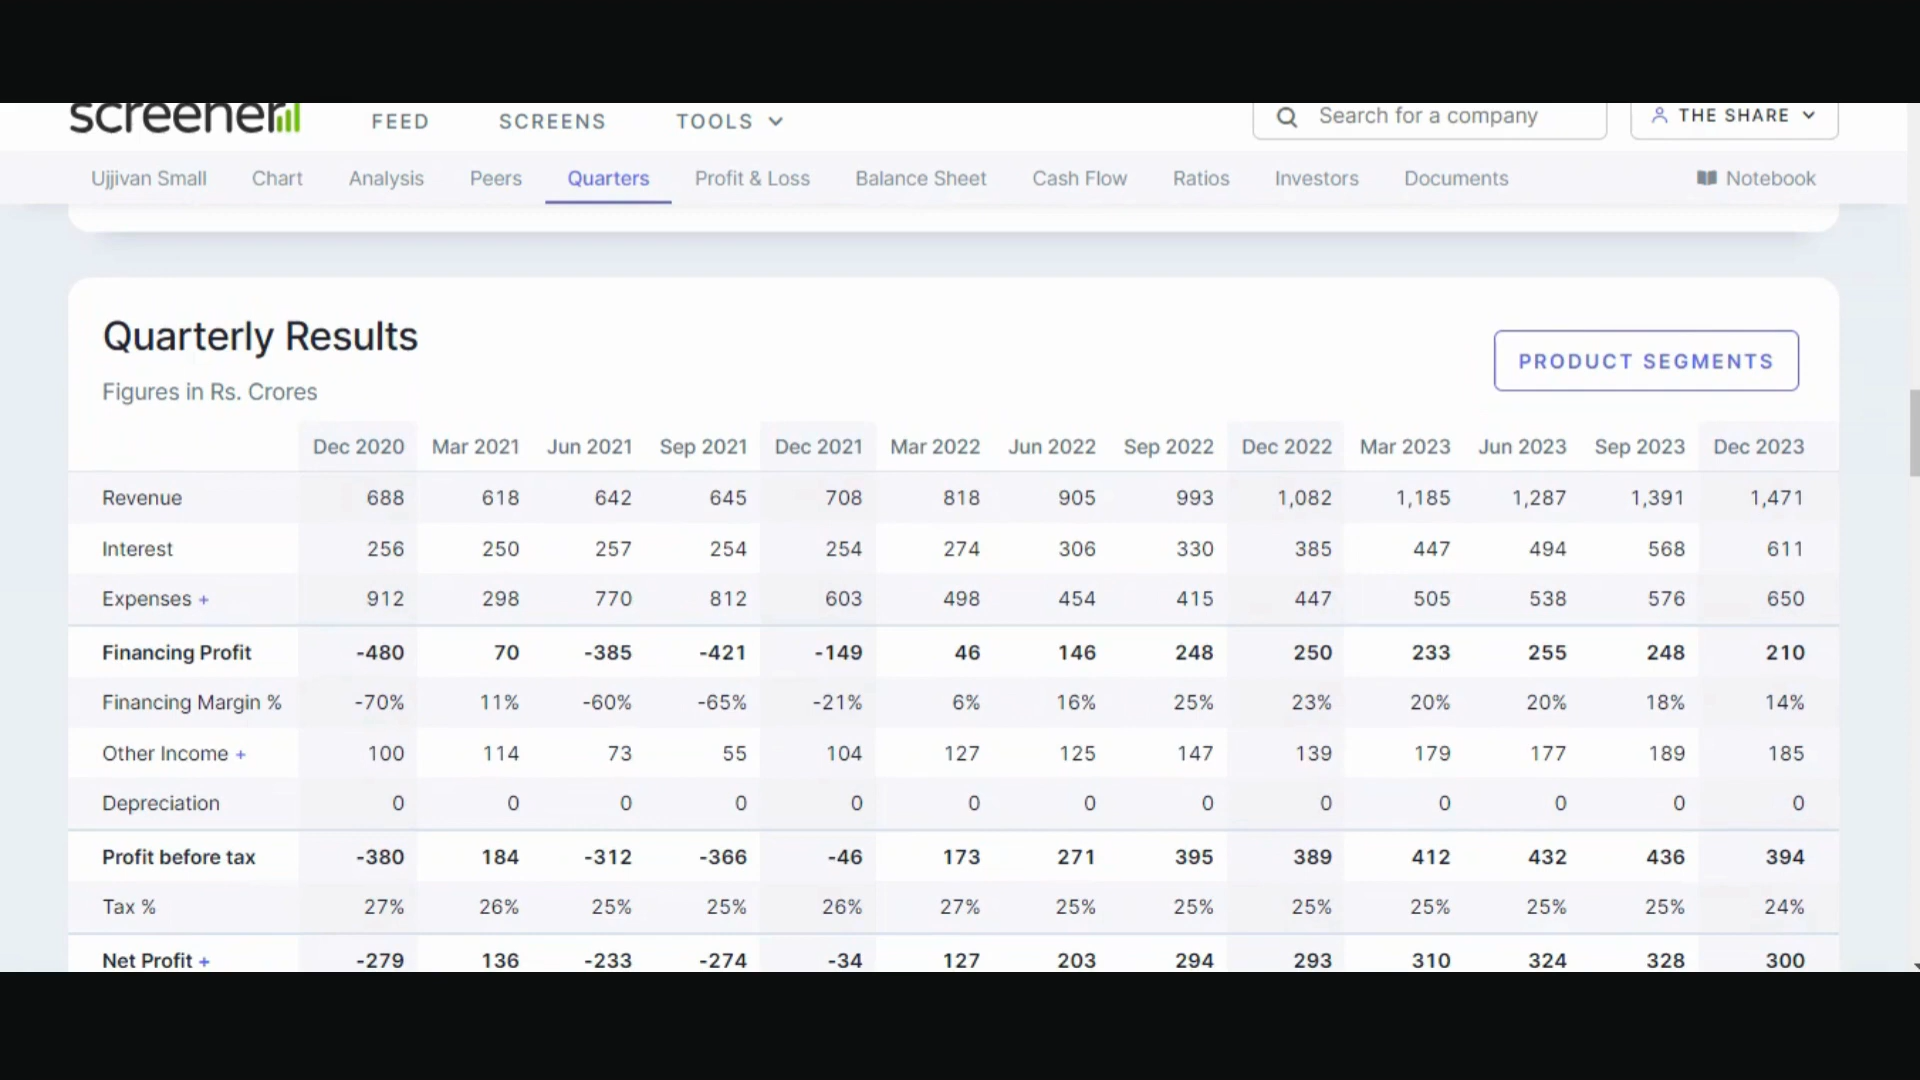 screener FEED SCREENS TOOLS Search for a company THE SHARE
Ujjivan Small Chart Analysis Peers Quarters Profit & Loss Balance Sheet Cash Flow Ratios Investors Documents Notebook
Quarterly Results
PRODUCT SEGMENTS
Figures in Rs. Crores
Dec 2020 Mar 2021 Jun 2021 Sep 2021 Dec 2021 Mar 2022 Jun 2022 Sep 2022 Dec 2022 Mar 2023 Jun 2023 Sep 2023 Dec 2023
Revenue 688 618 642 645 708 818 905 993 1,082 1,185 1,287 1,391 1,471
Interest 256 250 257 254 254 274 306 330 385 447 494 568 611
Expenses + 912 298 770 812 603 498 454 415 447 505 538 576 650
Financing Profit -480 70 -385 -421 -149 46 146 248 250 233 255 248 210
Financing Margin % -70% 11% -60% -65% -21% 6% 16% 25% 23% 20% 20% 18% 14%
Other Income + 100 114 73 55 104 127 125 147 139 179 177 189 185
Depreciation 0 0 0 0 0 0 0 0 0 0 0 0 0
Profit before tax -380 184 -312 -366 -46 173 271 395 389 412 432 436 394
Tax % 27% 26% 25% 25% 26% 27% 25% 25% 25% 25% 25% 25% 24%
Net Profit + -279 136 -233 -274 -34 127 203 294 293 310 324 328 300